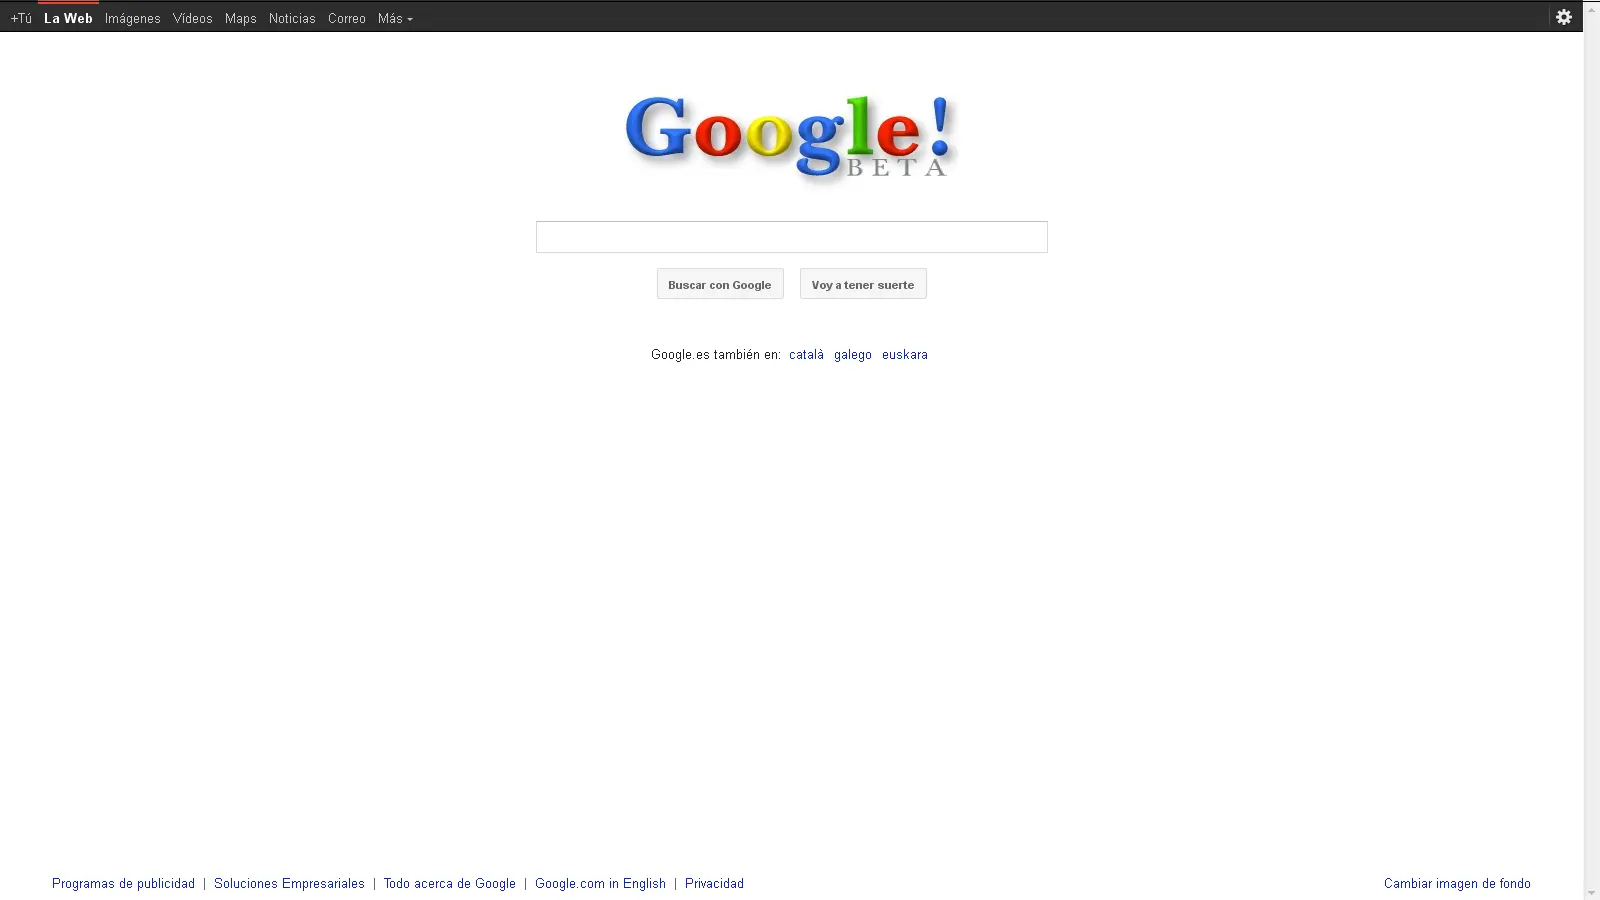 +Tú La Web Imágenes Vídeos Maps Noticias Correo Más
Google!
BETA
Buscar con Google Voy a tener suerte
Google.es también en: català galego euskara
Programas de publicidad | Soluciones Empresariales | Todo acerca de Google | Google.com in English | Privacidad Cambiar imagen de fondo